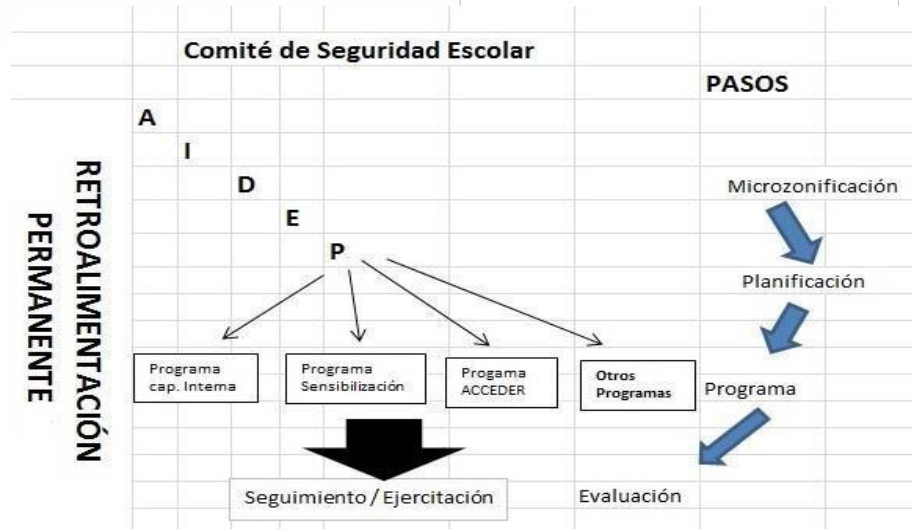 Comité de Seguridad Escolar
PASOS
A
I
D
E
P
RETROALIMENTACIÓN
PERMANENTE
Microzonificación
Planificación
Programa
cap. Interna
Programa
Sensibilización
Progama
ACCEDER
Otros
Programas
Programa
Seguimiento / Ejercitación
Evaluación